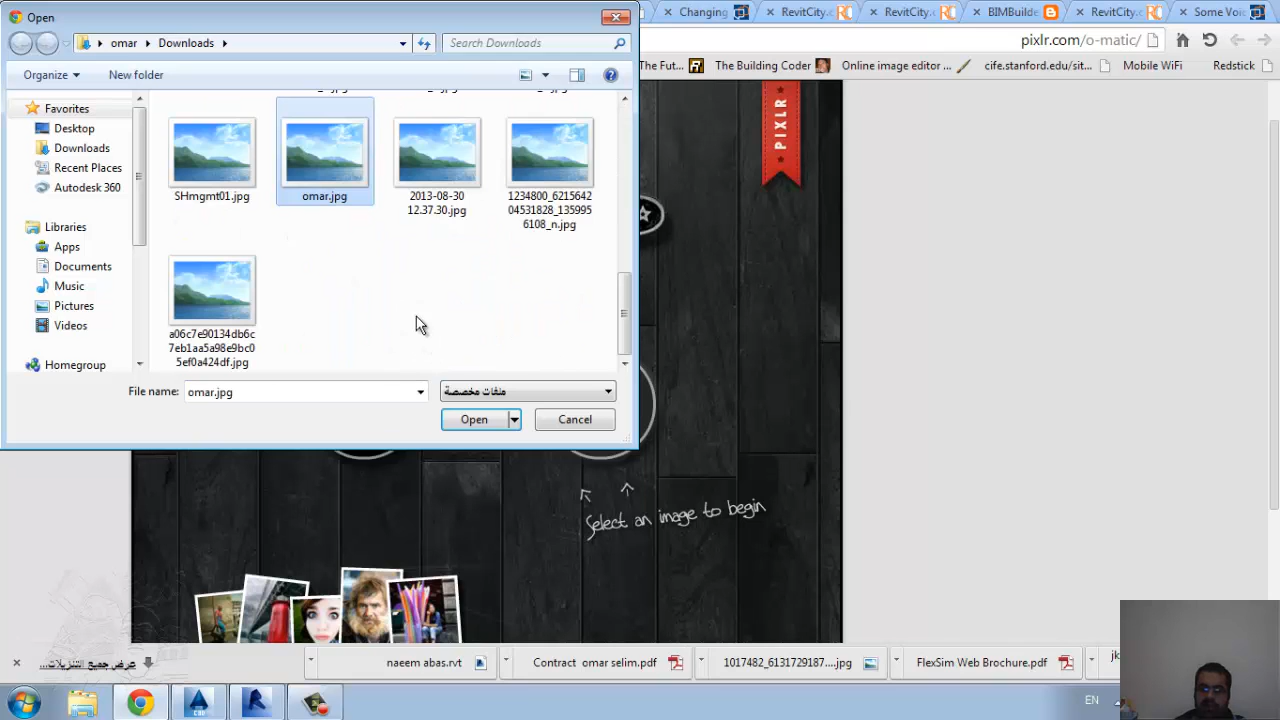 Open
Changing
RevitCity.c
RevitCity.c
BIMBuilde
RevitCity.c
Some Voi
omar
Downloads
Search Downloads
pixlr.com/o-matic/
Organize
New folder
The Fut...
The Building Coder
Online image editor ...
cife.stanford.edu/sit...
Mobile WiFi
Redstick
Favorites
Desktop
Downloads
Recent Places
Autodesk 360
Libraries
Apps
Documents
Music
Pictures
Videos
Homegroup
SHmgmt01.jpg
omar.jpg
2013-08-30
12.37.30.jpg
1234800_6215642
04531828_135995
6108_n.jpg
a06c7e90134db6c
7eb1aa5a98e9bc0
5ef0a424df.jpg
PIXLR
File name:
omar.jpg
ملفات مخصصة
Open
Cancel
Select an image to begin
عرض جميع التنزيلات...
naeem abas.rvt
Contract omar selim.pdf
1017482_6131729187....jpg
FlexSim Web Brochure.pdf
EN